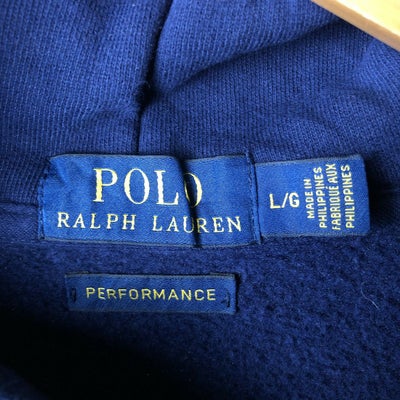 POLO
RALPH LAUREN
L/G
MADE IN
PHILIPPINES
FABRIQUÉ AUX
PHILIPPINES
PERFORMANCE